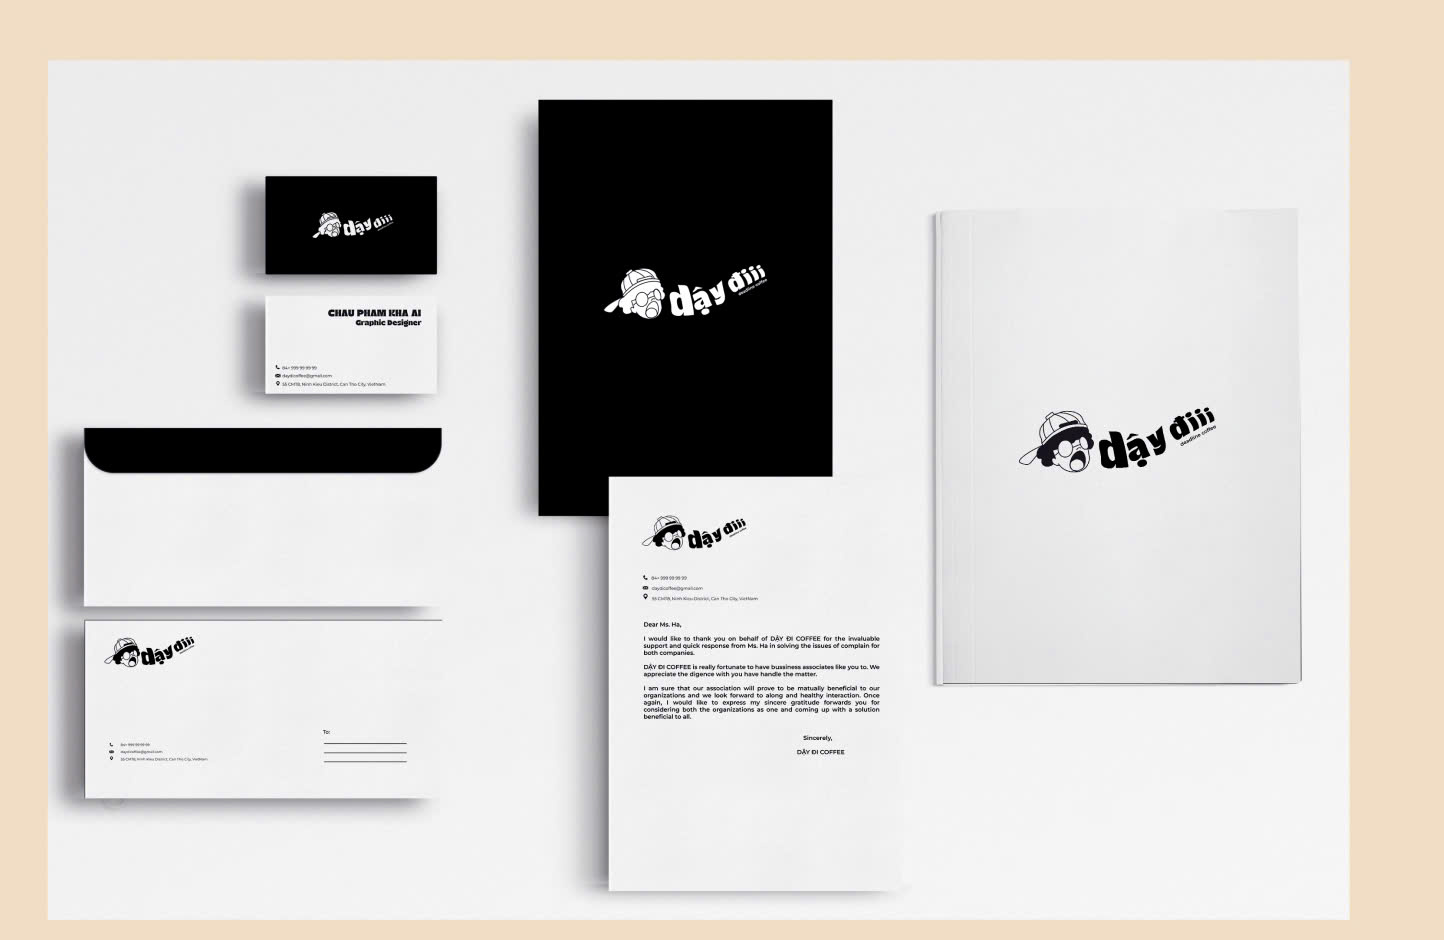 dậy điii
deadline coffee
CHAU PHAM KHA AI
Graphic Designer
84+ 999 99 99 99
daydicoffee@gmail.com
55 CMT8, Ninh Kieu District, Can Tho City, Vietnam
dậy điii
To:
84+ 999 99 99 99
daydicoffee@gmail.com
55 CMT8, Ninh Kieu District, Can Tho City, VietNam
dậy điii
deadline coffee
dậy điii
deadline coffee
84+ 999 99 99 99
daydicoffee@gmail.com
55 CMT8, Ninh Kieu District, Can Tho City, VietNam
Dear Ms. Ha,
I would like to thank you on behalf of DẬY ĐI COFFEE for the invaluable
support and quick response from Ms. Ha in solving the issues of complain for
both companies.
DẬY ĐI COFFEE is really fortunate to have bussiness associates like you to. We
appreciate the digence with you have handle the matter.
I am sure that our association will prove to be matually beneficial to our
organizations and we look forward to along and healthy interaction. Once
again, I would like to express my sincere gratitude forwards you for
considering both the organizations as one and coming up with a solution
beneficial to all.
Sincerely,
DẬY ĐI COFFEE
dậy điii
deadline coffee